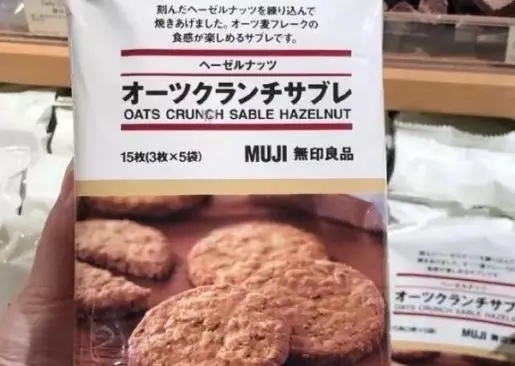 刻んだヘーゼルナッツを練り込んで
焼きあげました。オーツ麦フレークの
食感が楽しめるサブレです。
ヘーゼルナッツ
オーツクランチサブレ
OATS CRUNCH SABLE HAZELNUT
15枚(3枚×5袋)
MUJI 無印良品
ヘーゼルナッツ
オーツクランチサブ
OATS CRUNCH SABLE HAZEL
MUJI 無印